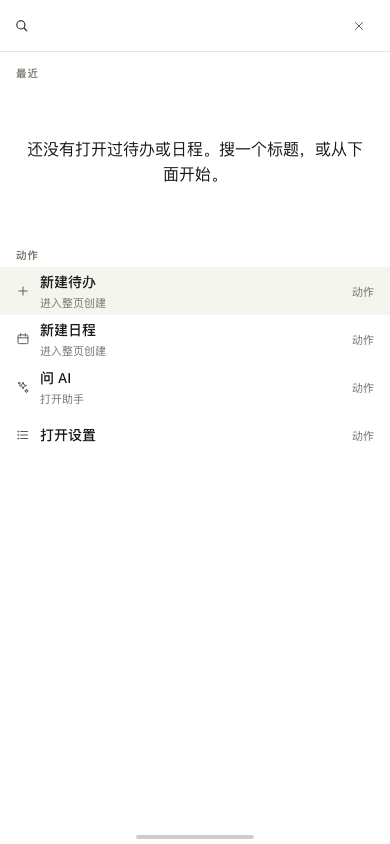 最近
还没有打开过待办或日程。搜一个标题，或从下
面开始。
动作
新建待办
进入整页创建
动作
新建日程
进入整页创建
动作
问 AI
打开助手
动作
打开设置
动作